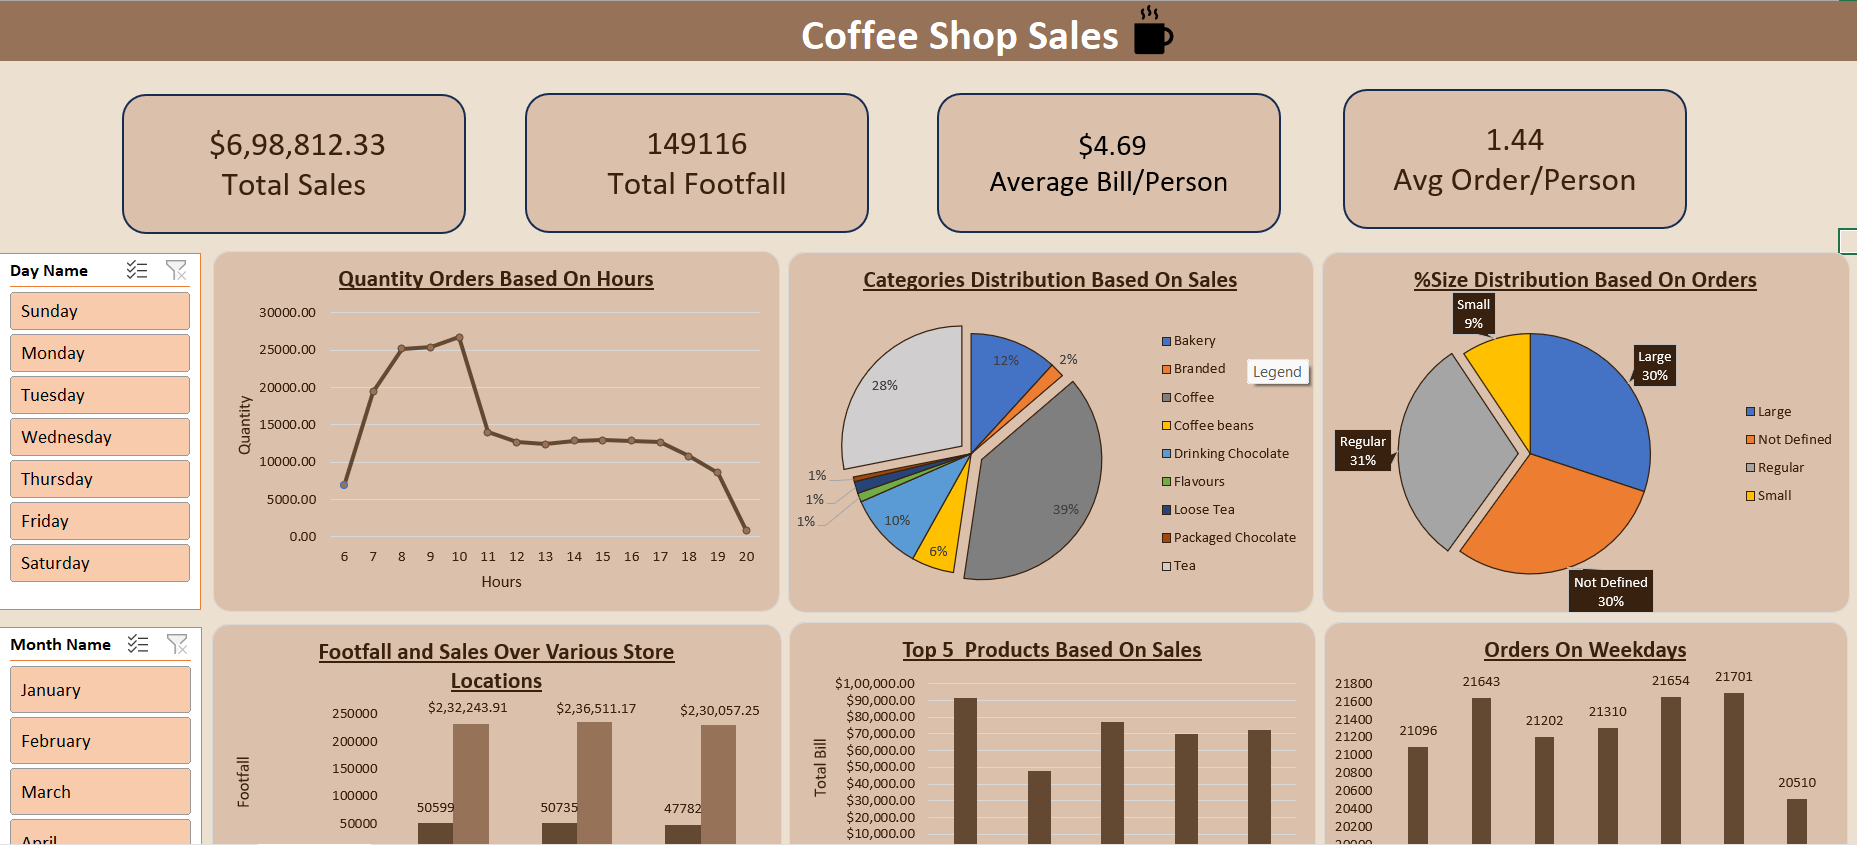 Coffee Shop Sales
$6,98,812.33
Total Sales
149116
Total Footfall
$4.69
Average Bill/Person
1.44
Avg Order/Person
Day Name
Sunday
Monday
Tuesday
Wednesday
Thursday
Friday
Saturday
Quantity Orders Based On Hours
30000.00
25000.00
20000.00
15000.00
10000.00
5000.00
0.00
Quantity
6 7 8 9 10 11 12 13 14 15 16 17 18 19 20
Hours
Categories Distribution Based On Sales
12%
2%
39%
6%
10%
1%
1%
1%
28%
Bakery
Branded
Coffee
Coffee beans
Drinking Chocolate
Flavours
Loose Tea
Packaged Chocolate
Tea
Legend
%Size Distribution Based On Orders
Small
9%
Large
30%
Regular
31%
Not Defined
30%
Large
Not Defined
Regular
Small
Month Name
January
February
March
April
Footfall and Sales Over Various Store
Locations
250000
200000
150000
100000
50000
Footfall
$2,32,243.91
$2,36,511.17
$2,30,057.25
50599
50735
47782
Top 5 Products Based On Sales
$1,00,000.00
$90,000.00
$80,000.00
$70,000.00
$60,000.00
$50,000.00
$40,000.00
$30,000.00
$20,000.00
$10,000.00
Total Bill
Orders On Weekdays
21800
21600
21400
21200
21000
20800
20600
20400
20200
20000
21096
21643
21202
21310
21654
21701
20510